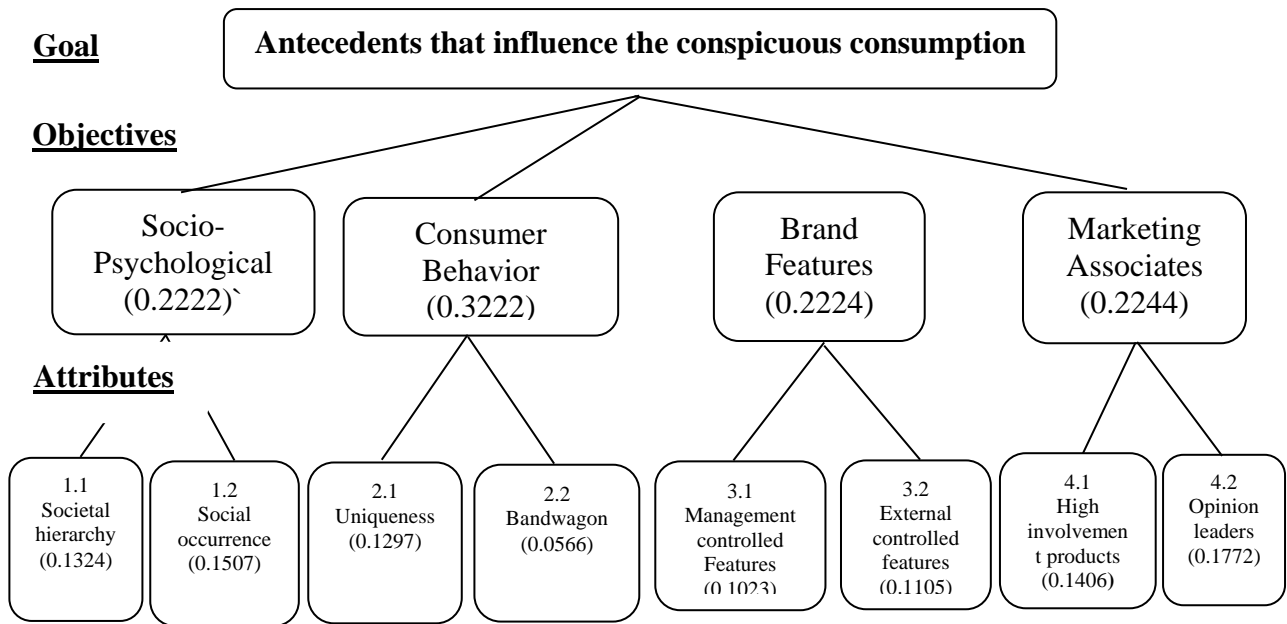 Goal
Antecedents that influence the conspicuous consumption
Objectives
Socio-
Psychological
(0.2222)`
Consumer
Behavior
(0.3222)
Brand
Features
(0.2224)
Marketing
Associates
(0.2244)
Attributes
1.1
Societal
hierarchy
(0.1324)
1.2
Social
occurrence
(0.1507)
2.1
Uniqueness
(0.1297)
2.2
Bandwagon
(0.0566)
3.1
Management
controlled
Features
(0.1023)
3.2
External
controlled
features
(0.1105)
4.1
High
involvemen
t products
(0.1406)
4.2
Opinion
leaders
(0.1772)